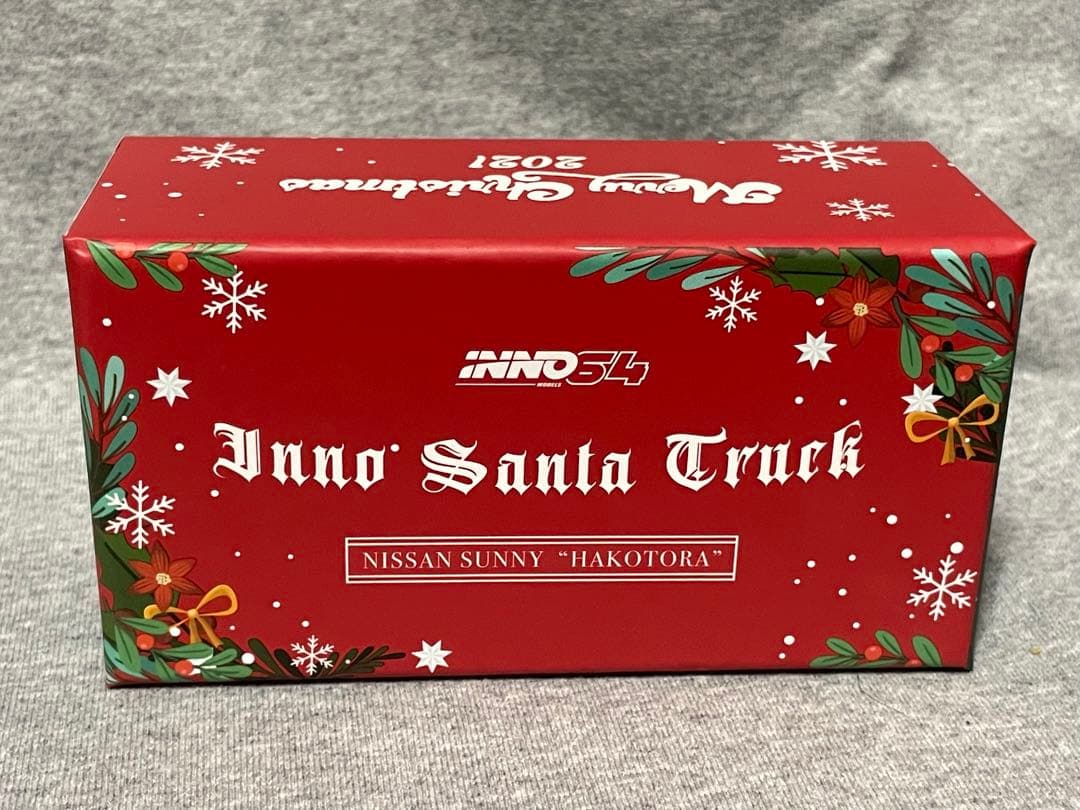 Merry Christmas
2021
INNO64
MODELS
Inno Santa Truck
NISSAN SUNNY “HAKOTORA”